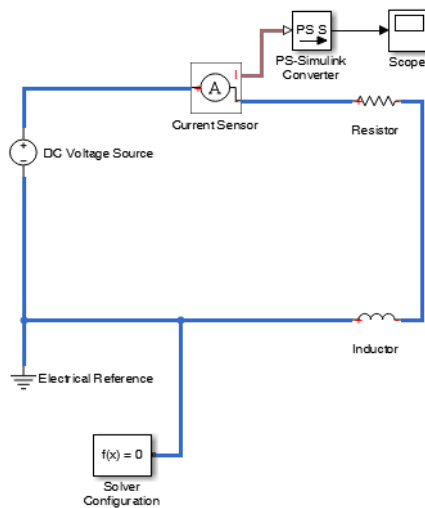 PS S
PS-Simulink
Converter
Scope
I
A
Current Sensor
Resistor
DC Voltage Source
Inductor
Electrical Reference
f(x) = 0
Solver
Configuration